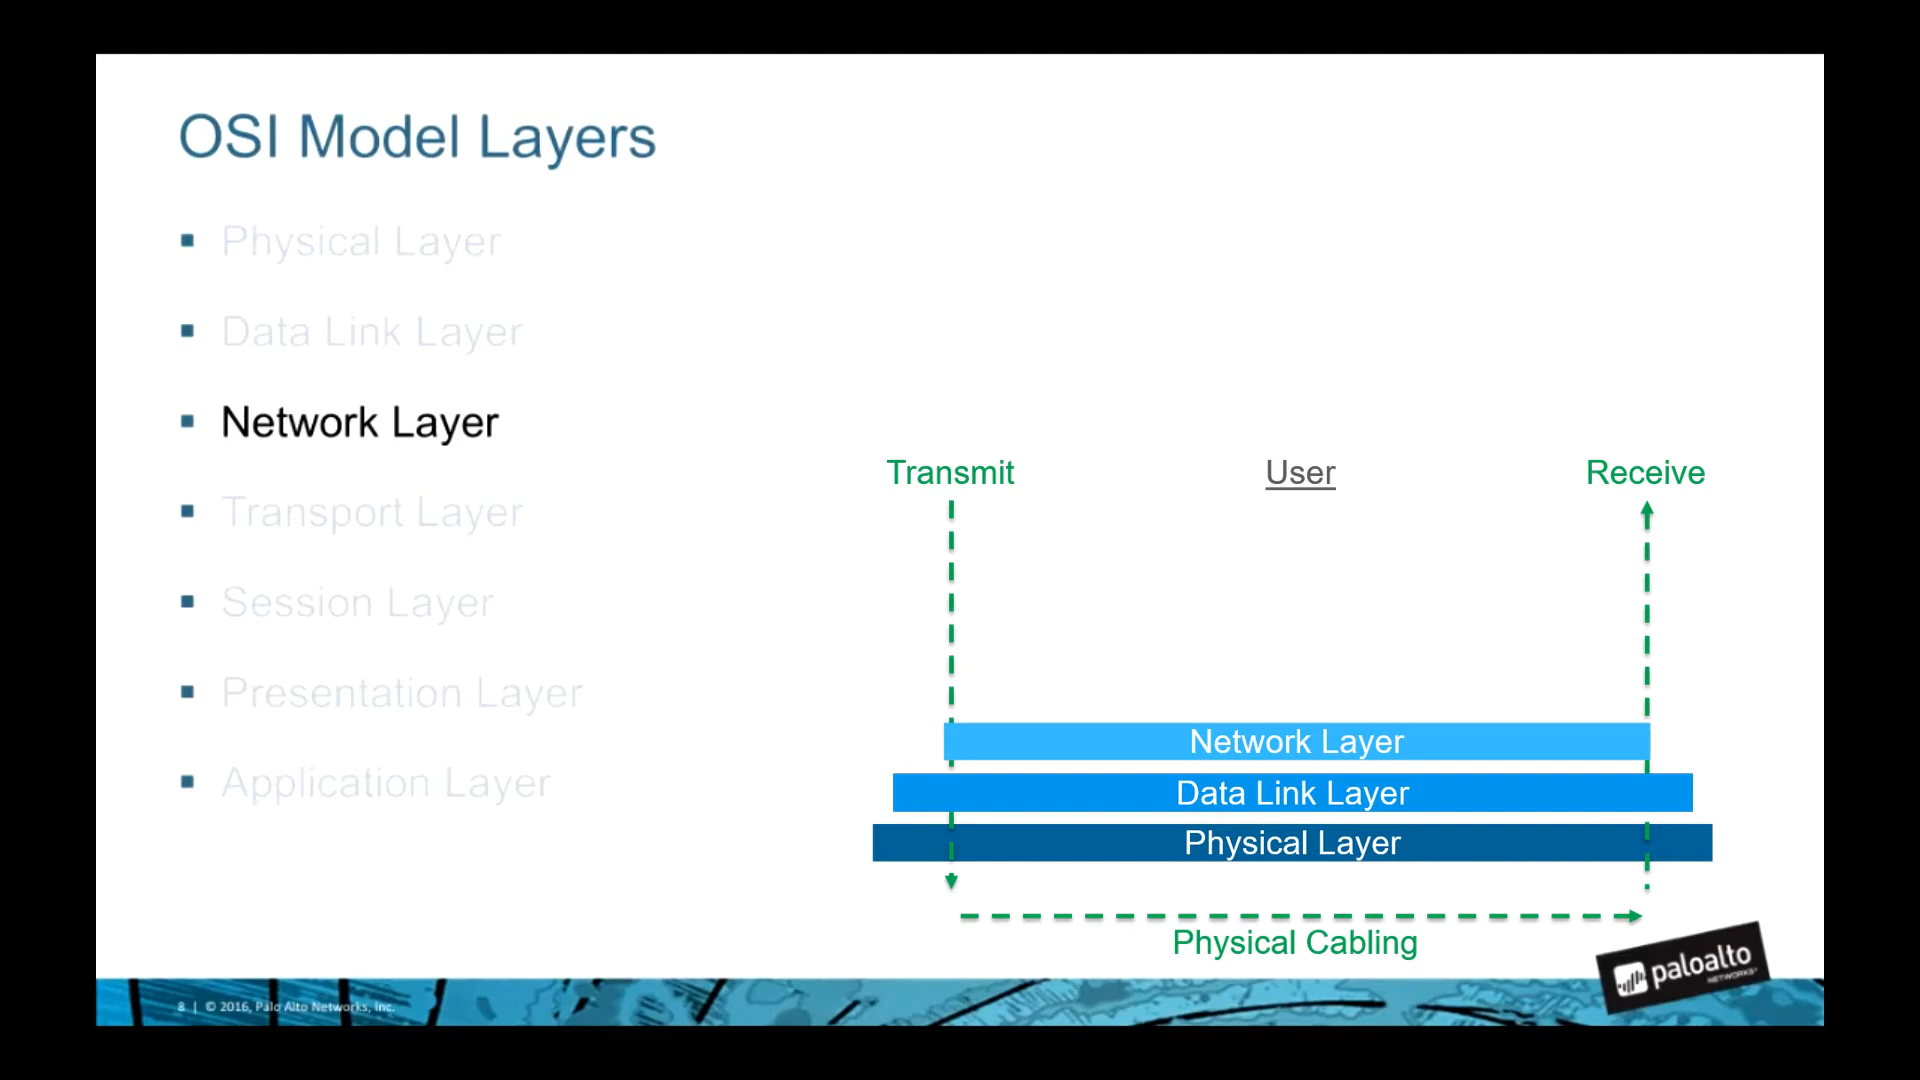 OSI Model Layers
Physical Layer
Data Link Layer
Network Layer
Transport Layer
Session Layer
Presentation Layer
Application Layer
Transmit
User
Receive
Network Layer
Data Link Layer
Physical Layer
Physical Cabling
paloalto
NETWORKS
8 | © 2016, Palo Alto Networks, Inc.